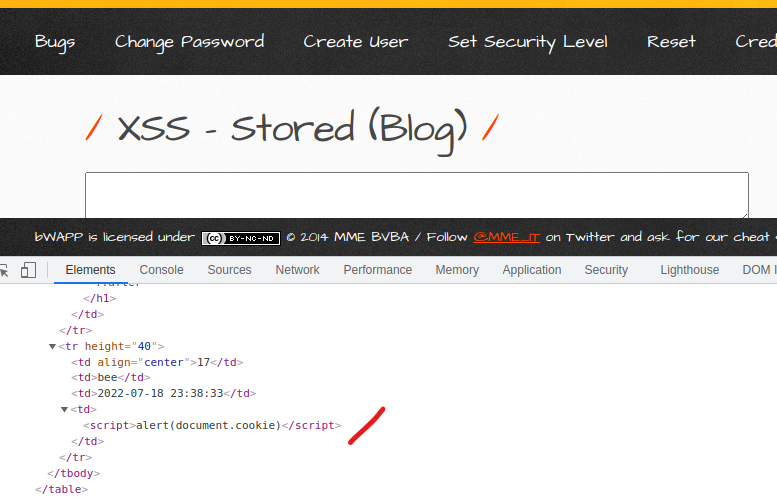 Bugs Change Password Create User Set Security Level Reset Cred
/ XSS - Stored (Blog) /
bWAPP is licensed under (cc) BY-NC-ND © 2014 MME BVBA / Follow @MME_IT on Twitter and ask for our cheat
Elements Console Sources Network Performance Memory Application Security Lighthouse DOM I
</h1>
</td>
</tr>
<tr height="40">
<td align="center">17</td>
<td>bee</td>
<td>2022-07-18 23:38:33</td>
<td>
<script>alert(document.cookie)</script>
</td>
</tr>
</tbody>
</table>